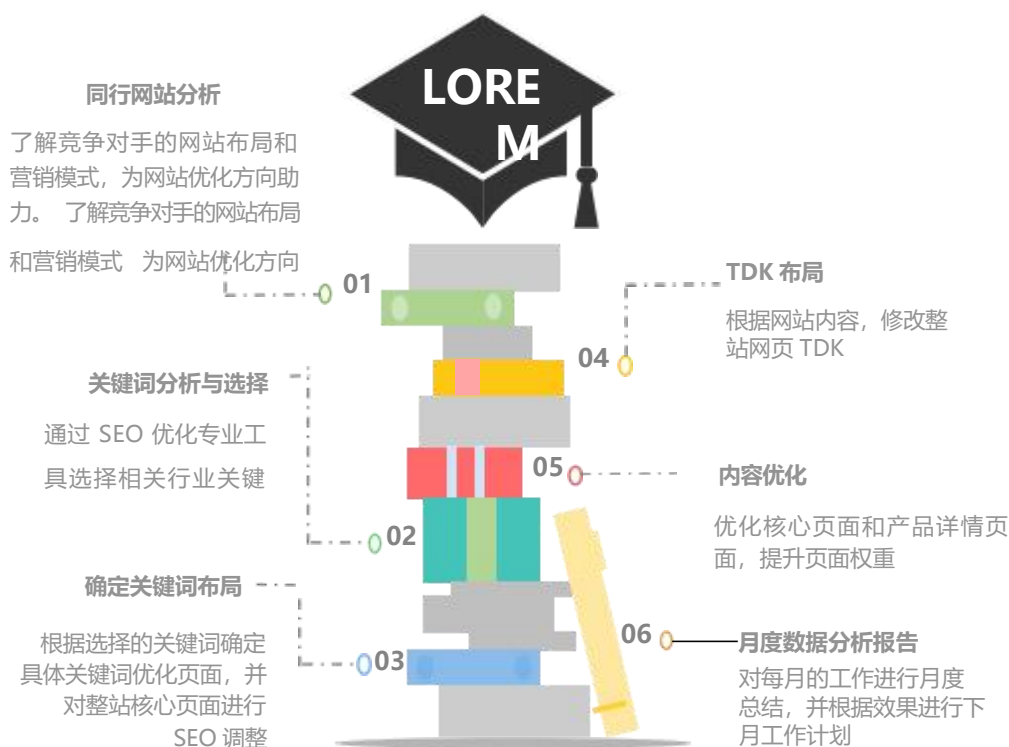 LORE
M
同行网站分析
了解竞争对手的网站布局和
营销模式，为网站优化方向助
力。 了解竞争对手的网站布局
和营销模式 为网站优化方向
01
关键词分析与选择
通过 SEO 优化专业工
具选择相关行业关键
02
确定关键词布局
根据选择的关键词确定
具体关键词优化页面，并
对整站核心页面进行
SEO 调整
03
TDK 布局
根据网站内容，修改整
站网页 TDK
04
05
内容优化
优化核心页面和产品详情页
面，提升页面权重
06
月度数据分析报告
对每月的工作进行月度
总结，并根据效果进行下
月工作计划